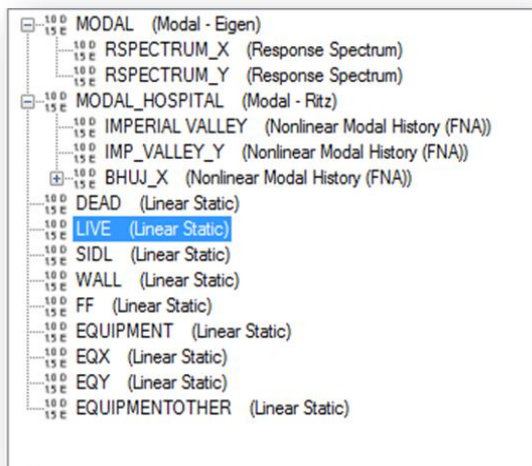 MODAL (Modal - Eigen)
RSPECTRUM_X (Response Spectrum)
RSPECTRUM_Y (Response Spectrum)
MODAL_HOSPITAL (Modal - Ritz)
IMPERIAL VALLEY (Nonlinear Modal History (FNA))
IMP_VALLEY_Y (Nonlinear Modal History (FNA))
BHUJ_X (Nonlinear Modal History (FNA))
DEAD (Linear Static)
LIVE (Linear Static)
SIDL (Linear Static)
WALL (Linear Static)
FF (Linear Static)
EQUIPMENT (Linear Static)
EQX (Linear Static)
EQY (Linear Static)
EQUIPMENTOTHER (Linear Static)